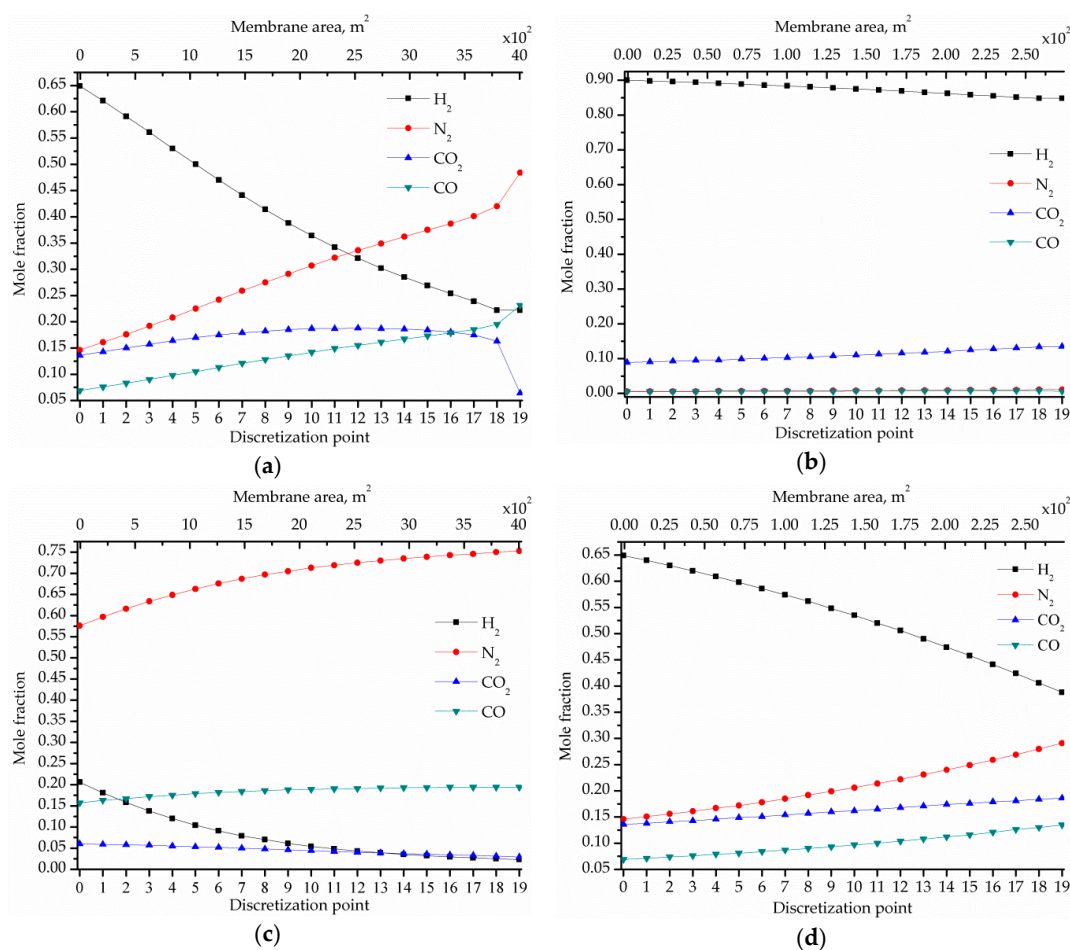 Membrane area, m²
0 5 10 15 20 25 30 35 40
x10²
0.65
0.60
0.55
0.50
0.45
0.40
0.35
0.30
0.25
0.20
0.15
0.10
0.05
Mole fraction
H₂
N₂
CO₂
CO
0 1 2 3 4 5 6 7 8 9 10 11 12 13 14 15 16 17 18 19
Discretization point
(a)
Membrane area, m²
0.00 0.25 0.50 0.75 1.00 1.25 1.50 1.75 2.00 2.25 2.50
x10²
0.90
0.80
0.70
0.60
0.50
0.40
0.30
0.20
0.10
0.00
Mole fraction
H₂
N₂
CO₂
CO
0 1 2 3 4 5 6 7 8 9 10 11 12 13 14 15 16 17 18 19
Discretization point
(b)
Membrane area, m²
0 5 10 15 20 25 30 35 40
x10²
0.75
0.70
0.65
0.60
0.55
0.50
0.45
0.40
0.35
0.30
0.25
0.20
0.15
0.10
0.05
0.00
Mole fraction
H₂
N₂
CO₂
CO
0 1 2 3 4 5 6 7 8 9 10 11 12 13 14 15 16 17 18 19
Discretization point
(c)
Membrane area, m²
0.00 0.25 0.50 0.75 1.00 1.25 1.50 1.75 2.00 2.25 2.50
x10²
0.65
0.60
0.55
0.50
0.45
0.40
0.35
0.30
0.25
0.20
0.15
0.10
0.05
Mole fraction
H₂
N₂
CO₂
CO
0 1 2 3 4 5 6 7 8 9 10 11 12 13 14 15 16 17 18 19
Discretization point
(d)